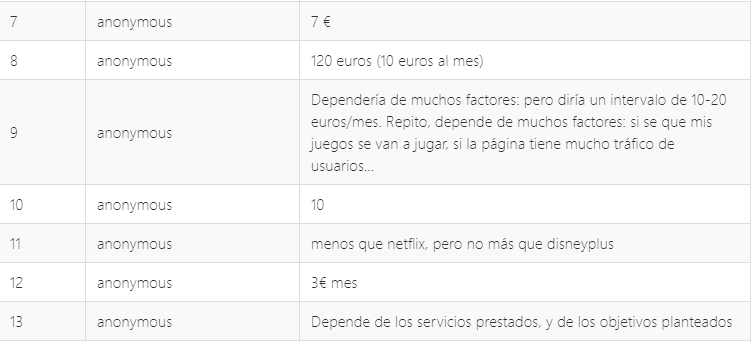 7 anonymous 7 €
8 anonymous 120 euros (10 euros al mes)
9 anonymous Dependería de muchos factores: pero diría un intervalo de 10-20
euros/mes. Repito, depende de muchos factores: si se que mis
juegos se van a jugar, si la página tiene mucho tráfico de
usuarios...
10 anonymous 10
11 anonymous menos que netflix, pero no más que disneyplus
12 anonymous 3€ mes
13 anonymous Depende de los servicios prestados, y de los objetivos planteados